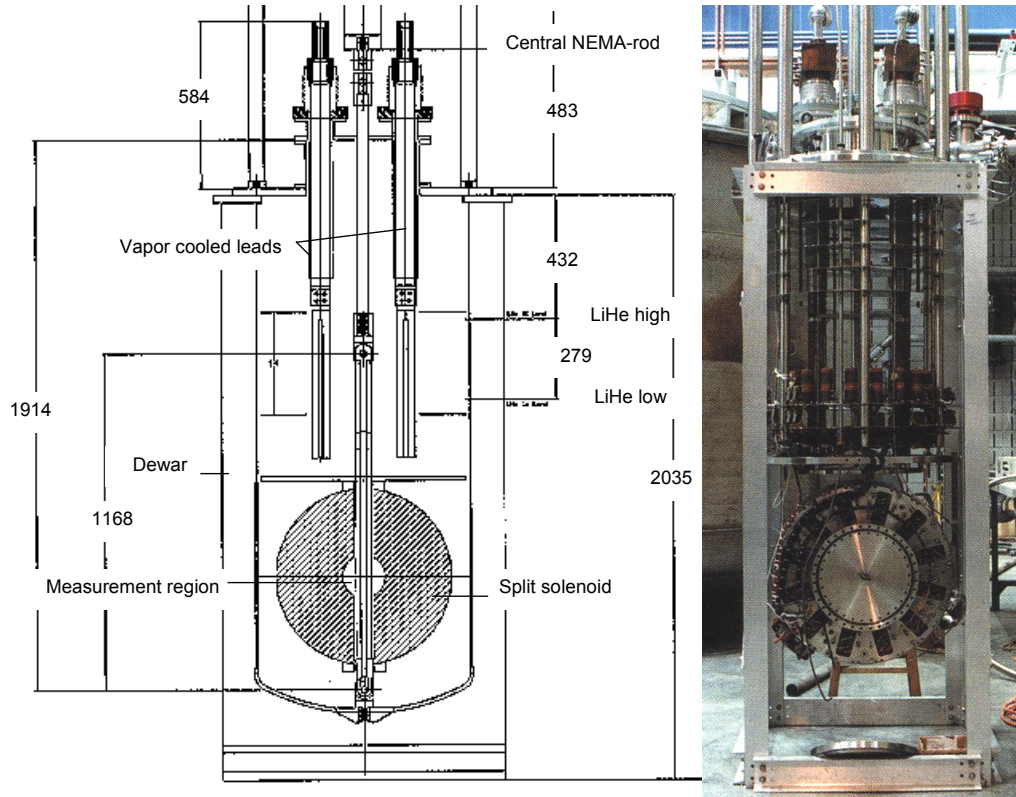 Central NEMA-rod
584
483
Vapor cooled leads
432
LiHe high
279
14
LiHe low
1914
Dewar
2035
1168
Measurement region
Split solenoid